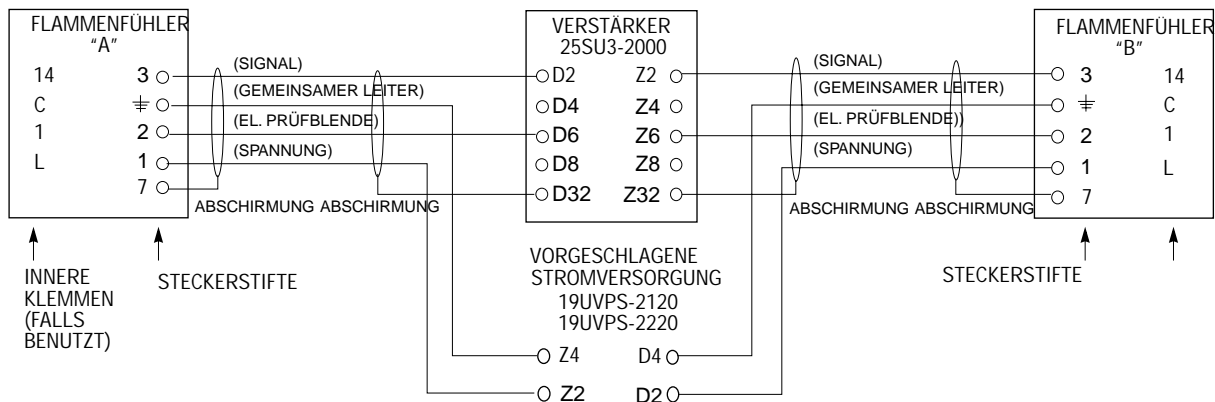 FLAMMENFÜHLER
“A”
14 3
C ⏚
1 2
L 1
7
(SIGNAL)
(GEMEINSAMER LEITER)
(EL. PRÜFBLENDE)
(SPANNUNG)
ABSCHIRMUNG ABSCHIRMUNG
INNERE
KLEMMEN
(FALLS
BENUTZT)
STECKERSTIFTE
VERSTÄRKER
25SU3-2000
D2 Z2
D4 Z4
D6 Z6
D8 Z8
D32 Z32
VORGESCHLAGENE
STROMVERSORGUNG
19UVPS-2120
19UVPS-2220
Z4 D4
Z2 D2
(SIGNAL)
(GEMEINSAMER LEITER)
(EL. PRÜFBLENDE))
(SPANNUNG)
ABSCHIRMUNG ABSCHIRMUNG
FLAMMENFÜHLER
“B”
3 14
⏚ C
2 1
1 L
7
STECKERSTIFTE